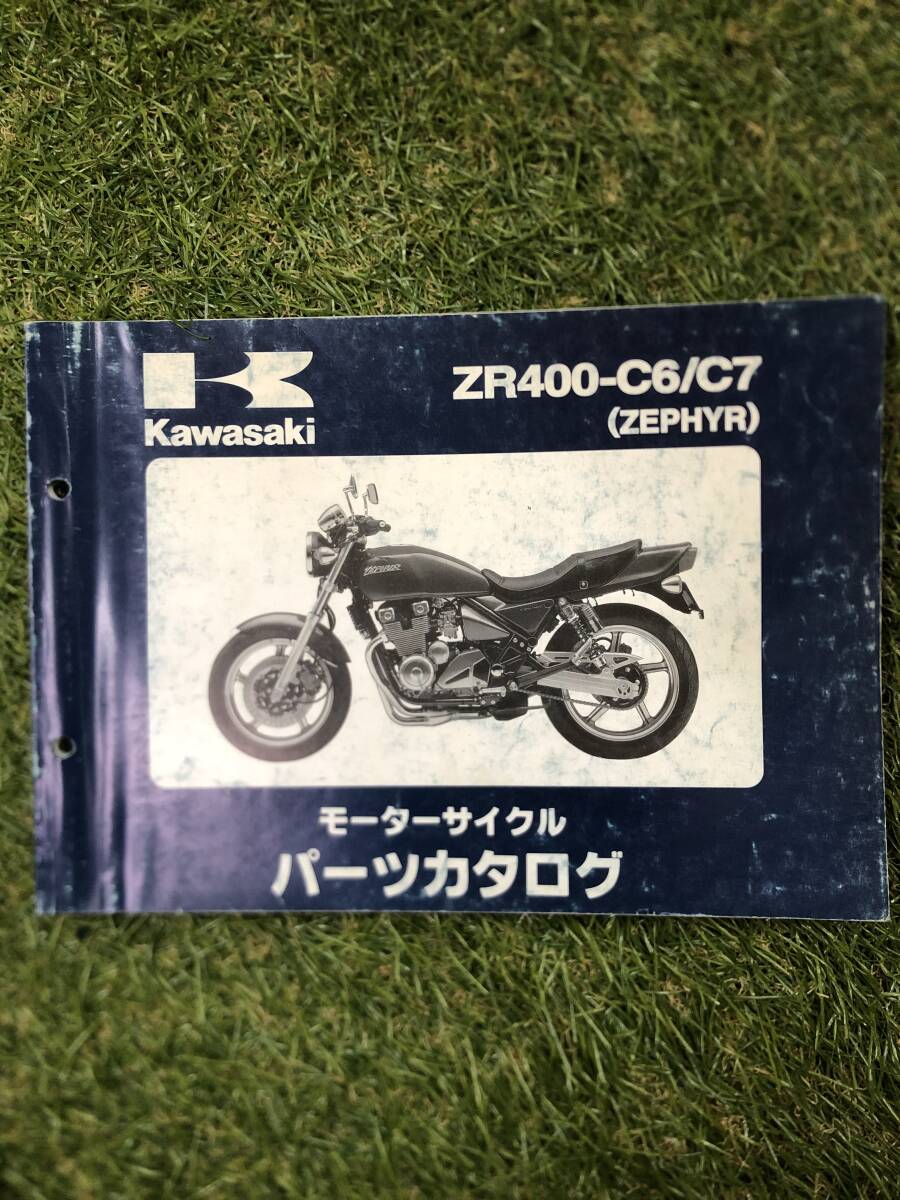 Kawasaki
ZR400-C6/C7
(ZEPHYR)
ZEPHYR
モーターサイクル
パーツカタログ